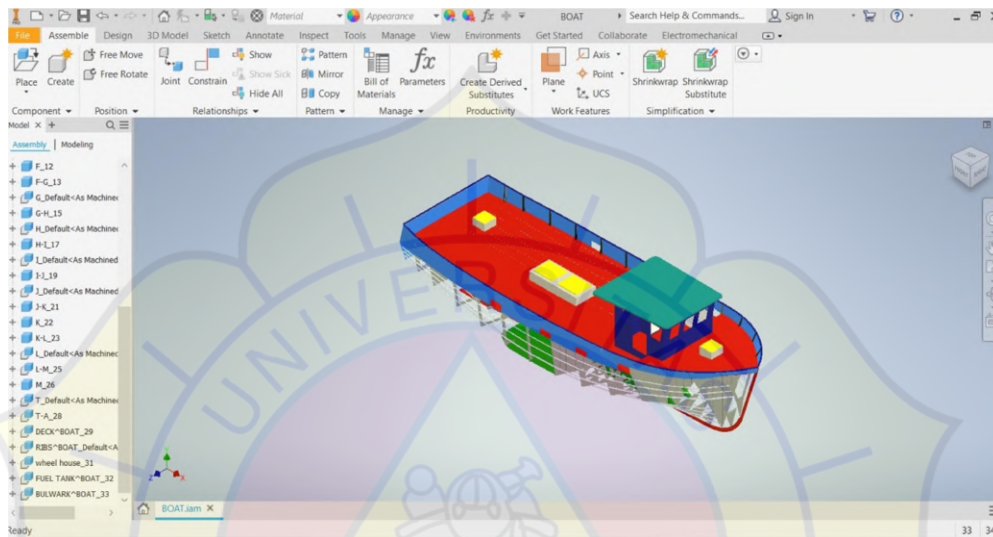 Material
Appearance
BOAT
Search Help & Commands...
Sign In
File Assemble Design 3D Model Sketch Annotate Inspect Tools Manage View Environments Get Started Collaborate Electromechanical
Place
Create
Free Move
Free Rotate
Joint
Constrain
Show
Show Sick
Hide All
Pattern
Mirror
Copy
Bill of
Materials
fx
Parameters
Create Derived
Substitutes
Plane
Axis
Point
UCS
Shrinkwrap
Shrinkwrap
Substitute
Component Position Relationships Pattern Manage Productivity Work Features Simplification
Model
Assembly | Modeling
F_12
F-G_13
G_Default<As Machined
G-H_15
H_Default<As Machined
H-I_17
I_Default<As Machined
I-J_19
J_Default<As Machined
J-K_21
K_22
K-L_23
L_Default<As Machined
L-M_25
M_26
T_Default<As Machined
T-A_28
DECK^BOAT_29
RIBS^BOAT_Default<A
wheel house_31
FUEL TANK^BOAT_32
BULWARK^BOAT_33
UNIVERS
Z
X
BOAT.iam
Ready
33 34